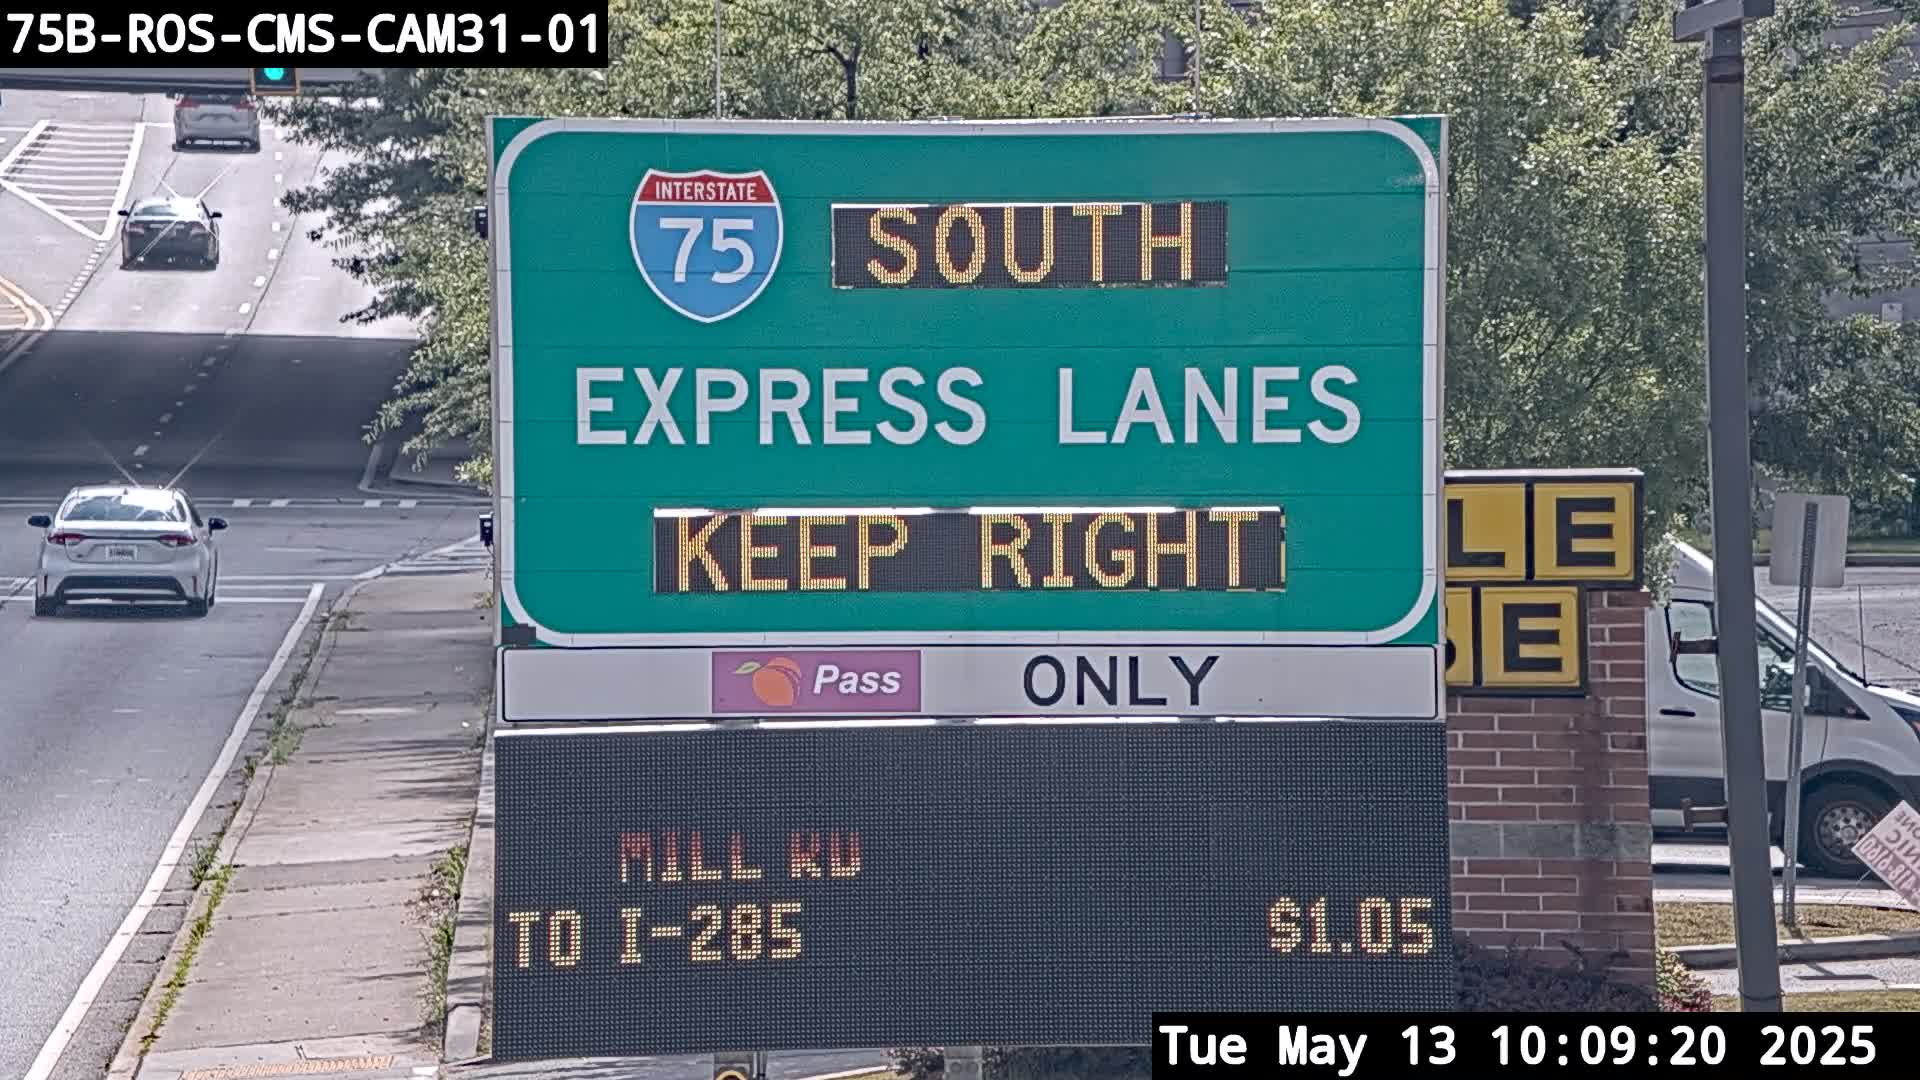 75B-ROS-CMS-CAM31-01
INTERSTATE
75
SOUTH
EXPRESS LANES
KEEP RIGHT
Pass ONLY
LE
E
MILL RD
TO I-285 $1.05
Tue May 13 10:09:20 2025